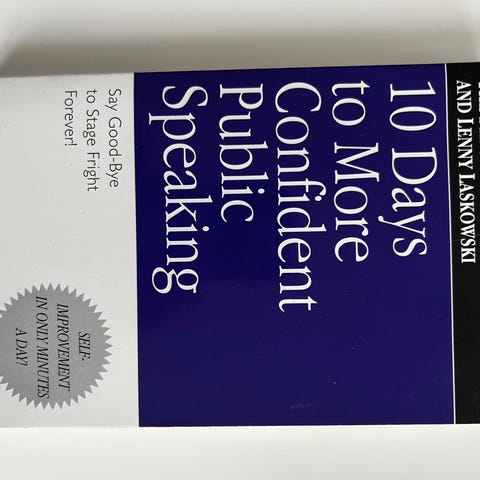 AND LENNY LASKOWSKI
10 Days
to More
Confident
Public
Speaking
Say Good-Bye
to Stage Fright
Forever!
SELF-
IMPROVEMENT
IN ONLY MINUTES
A DAY!